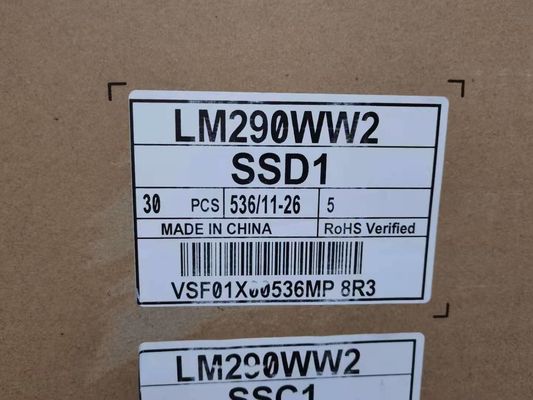 LM290WW2
SSD1
30 PCS 536/11-26 5
MADE IN CHINA RoHS Verified
VSF01X00536MP 8R3
LM290WW2
SSC1